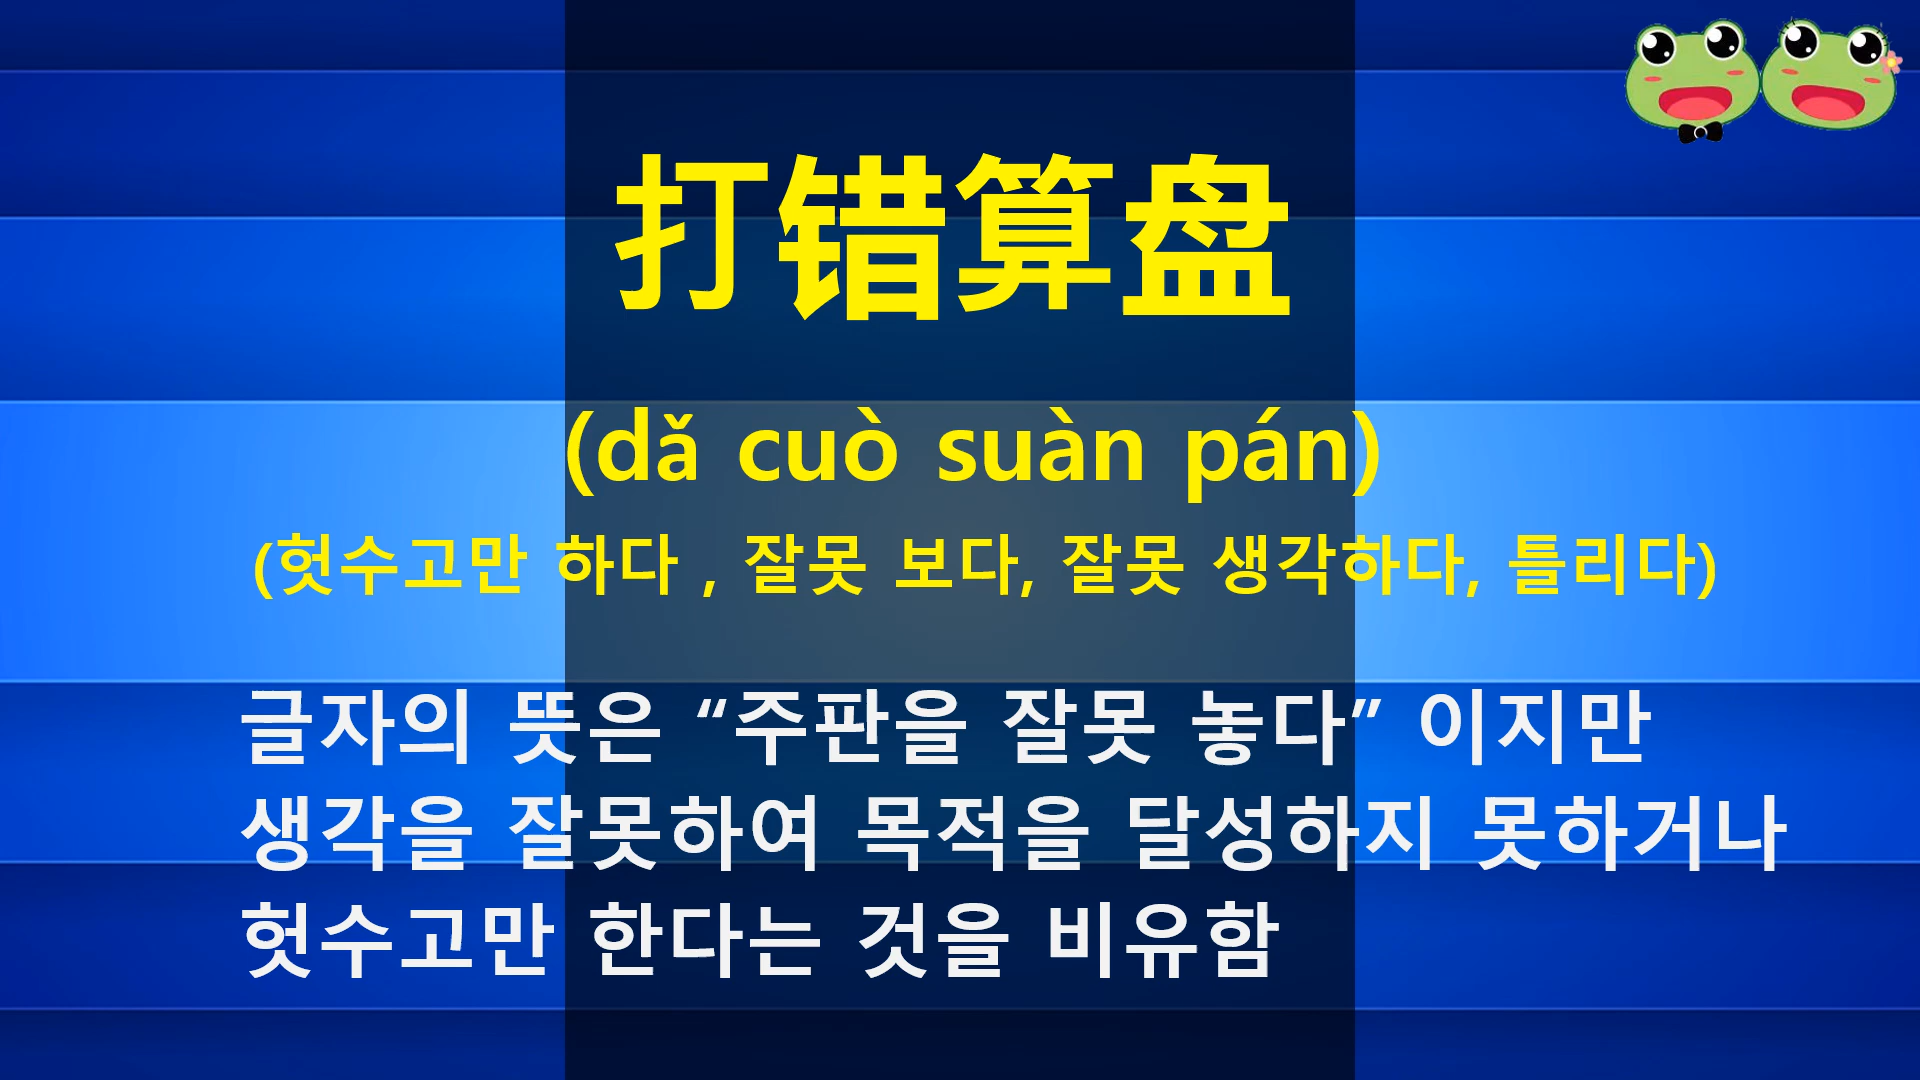 打错算盘
(dǎ cuò suàn pán)
(헛수고만 하다 , 잘못 보다, 잘못 생각하다, 틀리다)
글자의 뜻은 “주판을 잘못 놓다” 이지만
생각을 잘못하여 목적을 달성하지 못하거나
헛수고만 한다는 것을 비유함